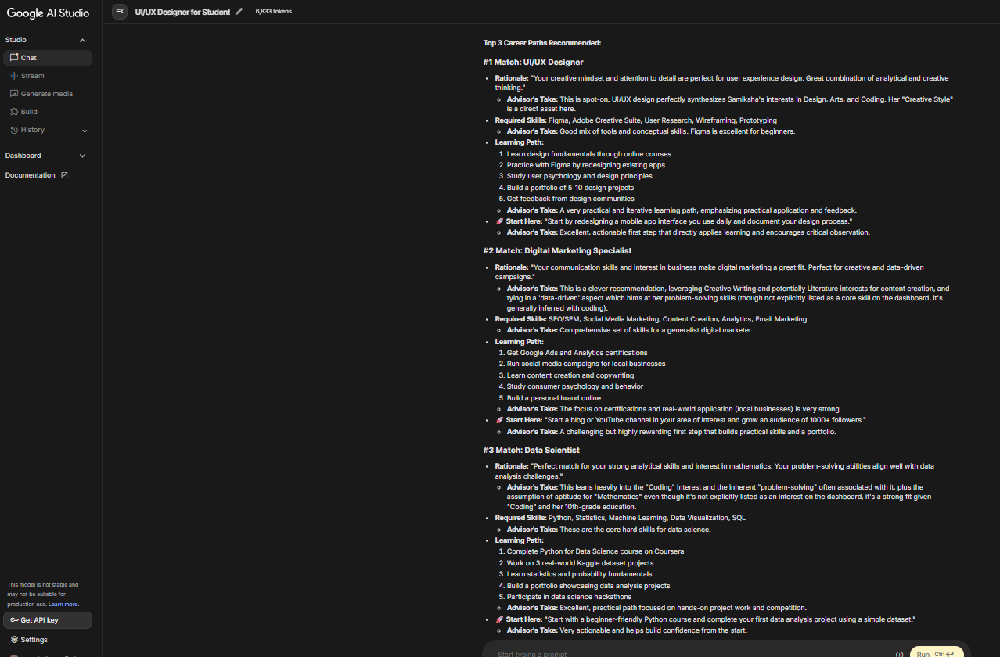 Google AI Studio
Studio
Chat
Stream
Generate media
Build
History
Dashboard
Documentation
This model is not stable and
may not be suitable for
production use. Learn more.
Get API key
Settings
UI/UX Designer for Student
6,833 tokens
Top 3 Career Paths Recommended:
#1 Match: UI/UX Designer
• Rationale: "Your creative mindset and attention to detail are perfect for user experience design. Great combination of analytical and creative
thinking."
◦ Advisor's Take: This is spot-on. UI/UX design perfectly synthesizes Samiksha's interests in Design, Arts, and Coding. Her "Creative Style"
is a direct asset here.
• Required Skills: Figma, Adobe Creative Suite, User Research, Wireframing, Prototyping
◦ Advisor's Take: Good mix of tools and conceptual skills. Figma is excellent for beginners.
• Learning Path:
1. Learn design fundamentals through online courses
2. Practice with Figma by redesigning existing apps
3. Study user psychology and design principles
4. Build a portfolio of 5-10 design projects
5. Get feedback from design communities
◦ Advisor's Take: A very practical and iterative learning path, emphasizing practical application and feedback.
• 🚀 Start Here: "Start by redesigning a mobile app interface you use daily and document your design process."
◦ Advisor's Take: Excellent, actionable first step that directly applies learning and encourages critical observation.
#2 Match: Digital Marketing Specialist
• Rationale: "Your communication skills and interest in business make digital marketing a great fit. Perfect for creative and data-driven
campaigns."
◦ Advisor's Take: This is a clever recommendation, leveraging Creative Writing and potentially Literature interests for content creation, and
tying in a 'data-driven' aspect which hints at her problem-solving skills (though not explicitly listed as a core skill on the dashboard, it's
generally inferred with coding).
• Required Skills: SEO/SEM, Social Media Marketing, Content Creation, Analytics, Email Marketing
◦ Advisor's Take: Comprehensive set of skills for a generalist digital marketer.
• Learning Path:
1. Get Google Ads and Analytics certifications
2. Run social media campaigns for local businesses
3. Learn content creation and copywriting
4. Study consumer psychology and behavior
5. Build a personal brand online
◦ Advisor's Take: The focus on certifications and real-world application (local businesses) is very strong.
• 🚀 Start Here: "Start a blog or YouTube channel in your area of interest and grow an audience of 1000+ followers."
◦ Advisor's Take: A challenging but highly rewarding first step that builds practical skills and a portfolio.
#3 Match: Data Scientist
• Rationale: "Perfect match for your strong analytical skills and interest in mathematics. Your problem-solving abilities align well with data
analysis challenges."
◦ Advisor's Take: This leans heavily into the "Coding" interest and the inherent "problem-solving" often associated with it, plus the
assumption of aptitude for "Mathematics" even though it's not explicitly listed as an interest on the dashboard, it's a strong fit given
"Coding" and her 10th-grade education.
• Required Skills: Python, Statistics, Machine Learning, Data Visualization, SQL
◦ Advisor's Take: These are the core hard skills for data science.
• Learning Path:
1. Complete Python for Data Science course on Coursera
2. Work on 3 real-world Kaggle dataset projects
3. Learn statistics and probability fundamentals
4. Build a portfolio showcasing data analysis projects
5. Participate in data science hackathons
◦ Advisor's Take: Excellent, practical path focused on hands-on project work and competition.
• 🚀 Start Here: "Start with a beginner-friendly Python course and complete your first data analysis project using a simple dataset."
◦ Advisor's Take: Very actionable and helps build confidence from the start.
Start typing a prompt
Run Ctrl ↵